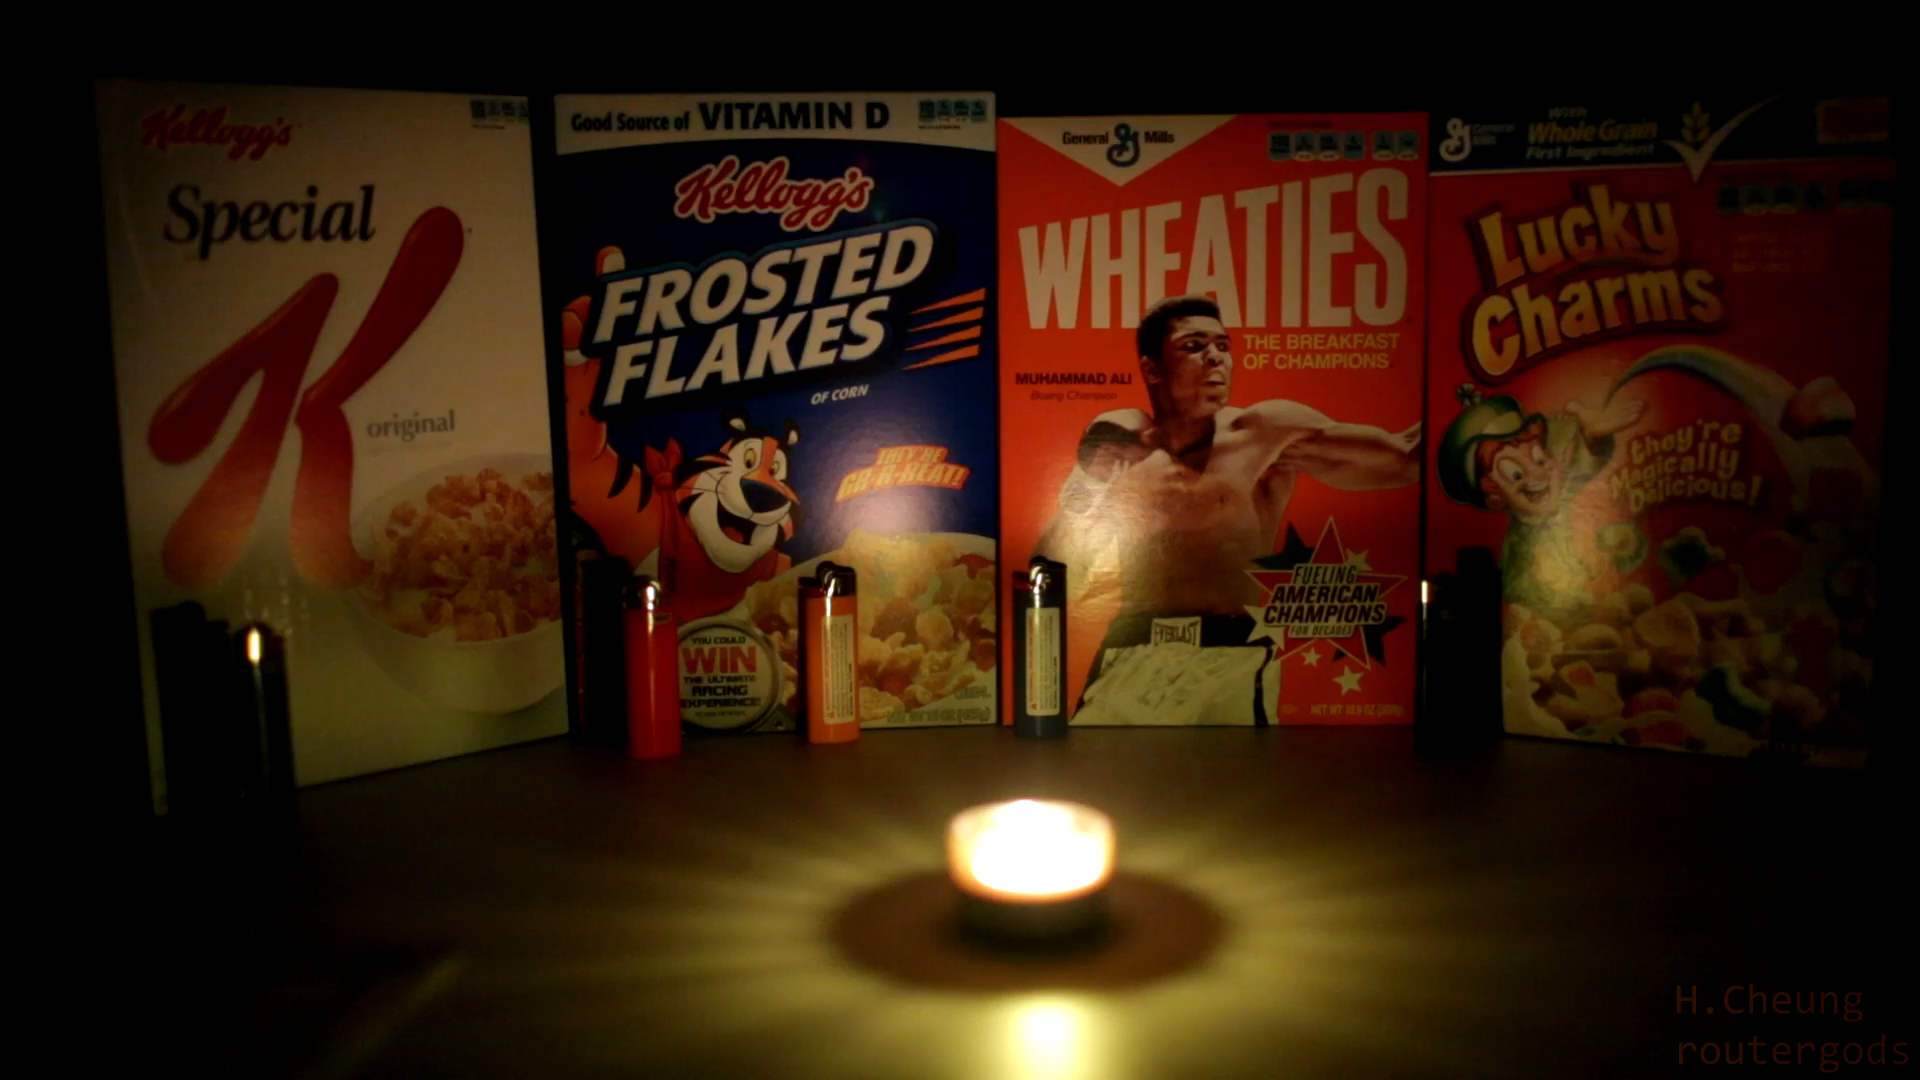 Kellogg's
Special
K
original
Good Source of VITAMIN D
Kellogg's
FROSTED
FLAKES
OF CORN
THEY'RE
GR-R-REAT!
YOU COULD
WIN
THE ULTIMATE
RACING
EXPERIENCE!
General Mills
WHEATIES
THE BREAKFAST
OF CHAMPIONS
MUHAMMAD ALI
Boxing Champion
FUELING
AMERICAN
CHAMPIONS
FOR DECADES
EVERLAST
General
Mills
With
Whole Grain
First Ingredient
Lucky
Charms
they're
Magically
Delicious!
H.Cheung
routergods